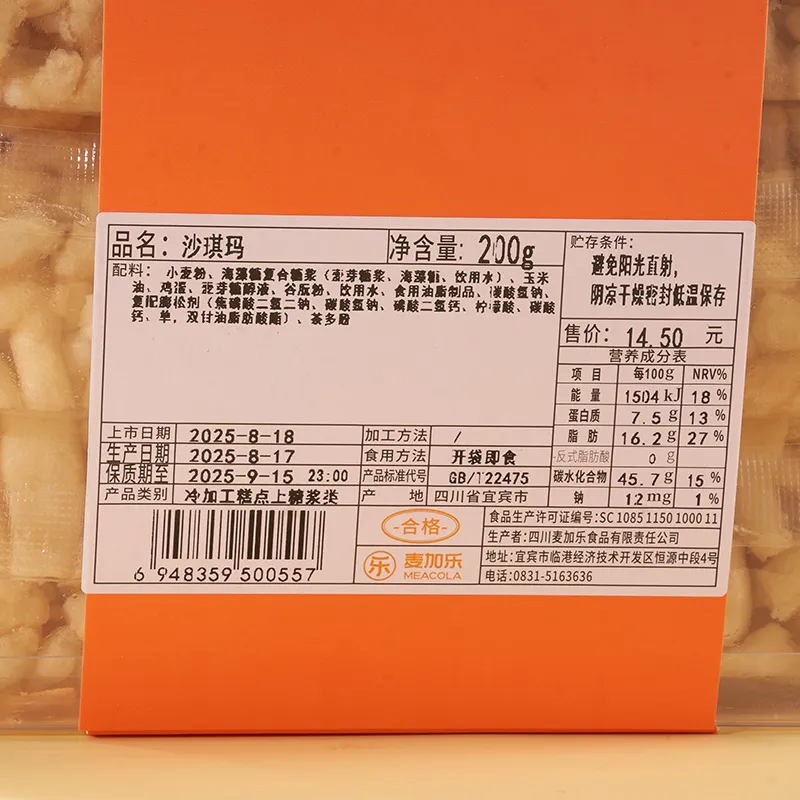 品名：沙琪玛
净含量：200g
配料：小麦粉、海藻糖复合糖浆（麦芽糖浆、海藻糖、饮用水）、玉米
油、鸡蛋、麦芽糖醇液、谷朊粉、饮用水、食用油脂制品、碳酸氢钠、
复配膨松剂（焦磷酸二氢二钠、碳酸氢钠、磷酸二氢钙、柠檬酸、碳酸
钙、单，双甘油脂肪酸酯）、茶多酚
贮存条件：
避免阳光直射，
阴凉干燥密封低温保存
售价：14.50 元
营养成分表
项目 每100g NRV%
能量 1504kJ 18%
蛋白质 7.5g 13%
脂肪 16.2g 27%
-反式脂肪酸 0g
碳水化合物 45.7g 15%
钠 12mg 1%
上市日期 2025-8-18
生产日期 2025-8-17
保质期至 2025-9-15 23:00
产品类别 冷加工糕点上糖浆类
加工方法 /
食用方法 开袋即食
产品标准代号 GB/T22475
产地 四川省宜宾市
6 948359 500557
-合格-
乐 麦加乐
MEACOLA
食品生产许可证编号：SC 1085 1150 1000 11
生产者：四川麦加乐食品有限责任公司
地址：宜宾市临港经济技术开发区恒源中段4号
电话：0831-5163636